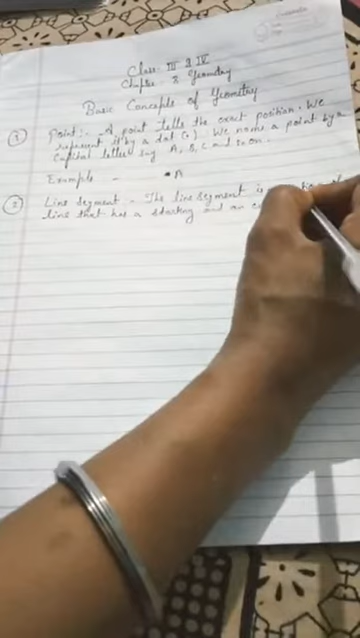 Class III & IV
Chapter 8 Geometry
Basic Concepts of Geometry
① Point:- A point tells the exact position. We
represent it by a dot (•). We name a point by a
Capital letter say A, B, C and so on.
Example - •A
② Line Segment - The line segment is
line that has a starting and an